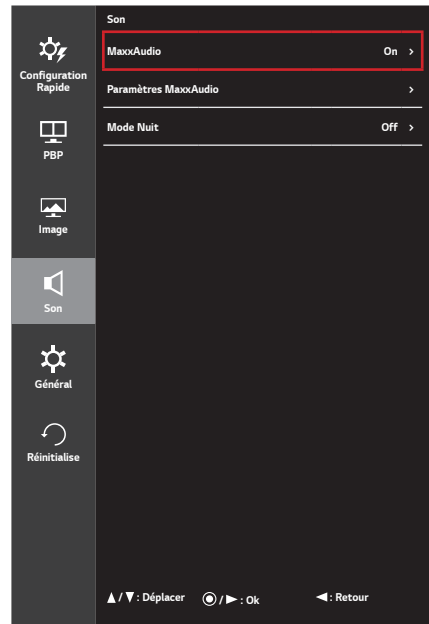 Configuration
Rapide
PBP
Image
Son
Général
Réinitialise
Son
MaxxAudio On >
Paramètres MaxxAudio >
Mode Nuit Off >
▲ / ▼ : Déplacer ◉ / ► : Ok ◄ : Retour